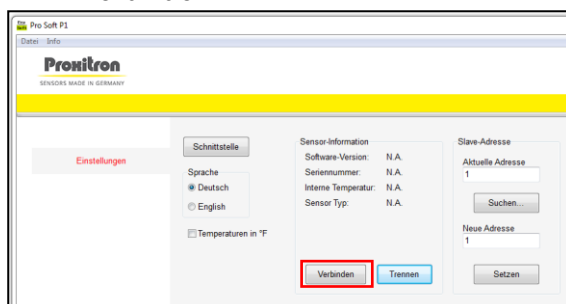 Pro Soft P1
Datei Info
Proxitron
SENSORS MADE IN GERMANY
Einstellungen
Schnittstelle
Sprache
Deutsch
English
Temperaturen in °F
Sensor-Information
Software-Version: N.A.
Seriennummer: N.A.
Interne Temperatur: N.A.
Sensor Typ: N.A.
Verbinden
Trennen
Slave-Adresse
Aktuelle Adresse
1
Suchen...
Neue Adresse
1
Setzen